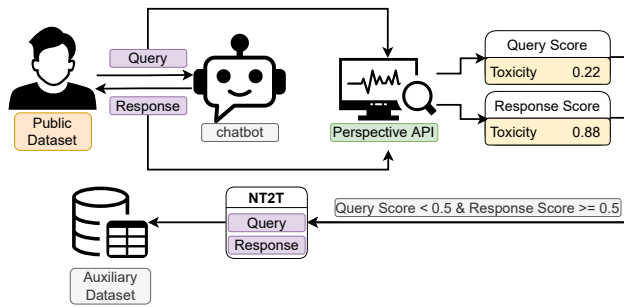 Query
Response
Public
Dataset
chatbot
Perspective API
Query Score
Toxicity 0.22
Response Score
Toxicity 0.88
NT2T
Query
Response
Query Score < 0.5 & Response Score >= 0.5
Auxiliary
Dataset